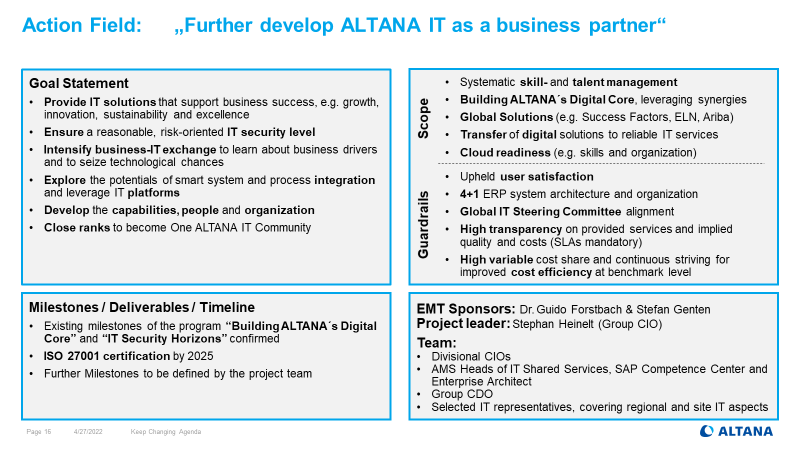 Action Field: „Further develop ALTANA IT as a business partner“
Goal Statement
• Provide IT solutions that support business success, e.g. growth,
innovation, sustainability and excellence
• Ensure a reasonable, risk-oriented IT security level
• Intensify business-IT exchange to learn about business drivers
and to seize technological chances
• Explore the potentials of smart system and process integration
and leverage IT platforms
• Develop the capabilities, people and organization
• Close ranks to become One ALTANA IT Community
Scope
• Systematic skill- and talent management
• Building ALTANA´s Digital Core, leveraging synergies
• Global Solutions (e.g. Success Factors, ELN, Ariba)
• Transfer of digital solutions to reliable IT services
• Cloud readiness (e.g. skills and organization)
Guardrails
• Upheld user satisfaction
• 4+1 ERP system architecture and organization
• Global IT Steering Committee alignment
• High transparency on provided services and implied
quality and costs (SLAs mandatory)
• High variable cost share and continuous striving for
improved cost efficiency at benchmark level
Milestones / Deliverables / Timeline
• Existing milestones of the program “Building ALTANA´s Digital
Core” and “IT Security Horizons” confirmed
• ISO 27001 certification by 2025
• Further Milestones to be defined by the project team
EMT Sponsors: Dr. Guido Forstbach & Stefan Genten
Project leader: Stephan Heinelt (Group CIO)
Team:
• Divisional CIOs
• AMS Heads of IT Shared Services, SAP Competence Center and
Enterprise Architect
• Group CDO
• Selected IT representatives, covering regional and site IT aspects
Page 16 4/27/2022 Keep Changing Agenda
ALTANA